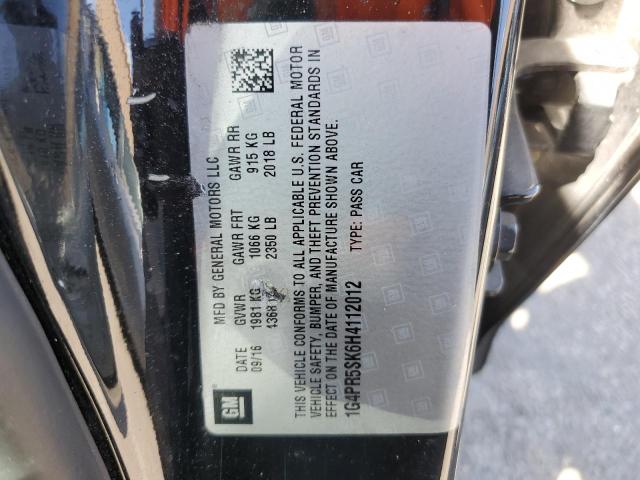 MFD BY GENERAL MOTORS LLC
DATE GVWR GAWR FRT GAWR RR
09/16 1981 KG 1066 KG 915 KG
4368 2350 LB 2018 LB
THIS VEHICLE CONFORMS TO ALL APPLICABLE U.S. FEDERAL MOTOR
VEHICLE SAFETY, BUMPER, AND THEFT PREVENTION STANDARDS IN
EFFECT ON THE DATE OF MANUFACTURE SHOWN ABOVE.
TYPE: PASS CAR
1G4PR5SK6H4112012
GM